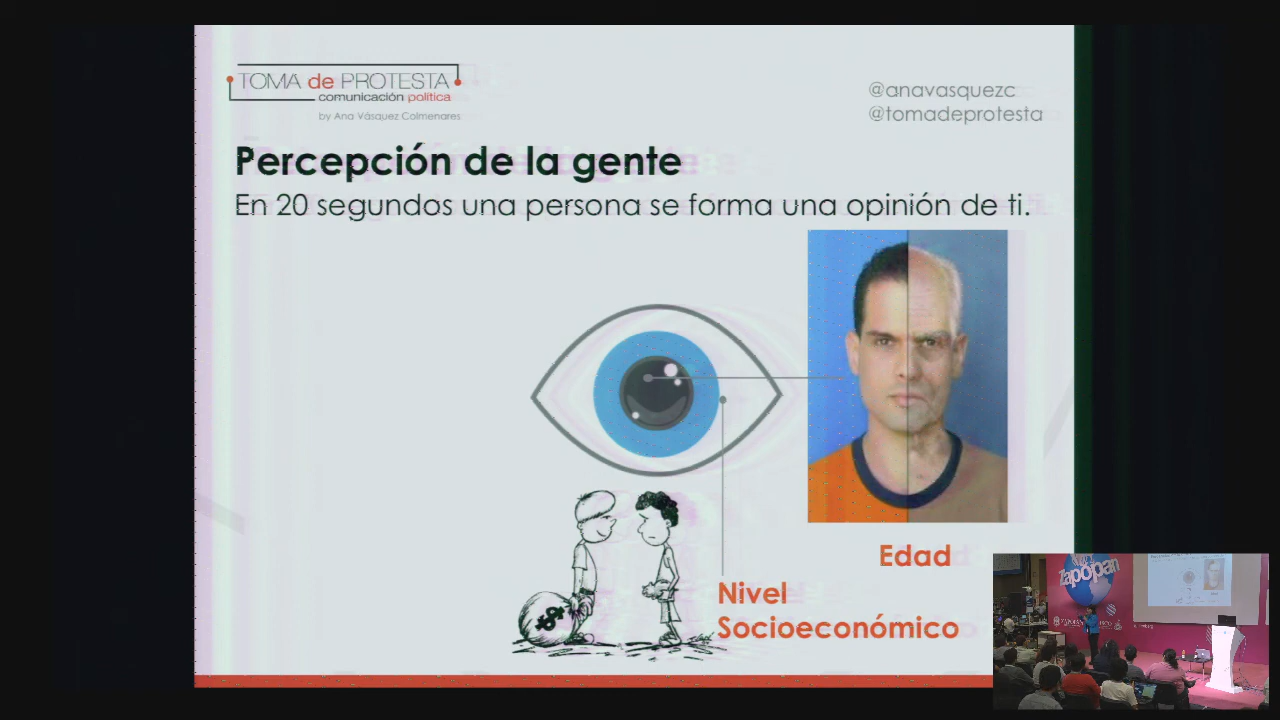 TOMA de PROTESTA
comunicación política
by Ana Vásquez Colmenares
@anavasquezc
@tomadeprotesta
Percepción de la gente
En 20 segundos una persona se forma una opinión de ti.
Edad
Nivel
Socioeconómico
$$
Zapopan